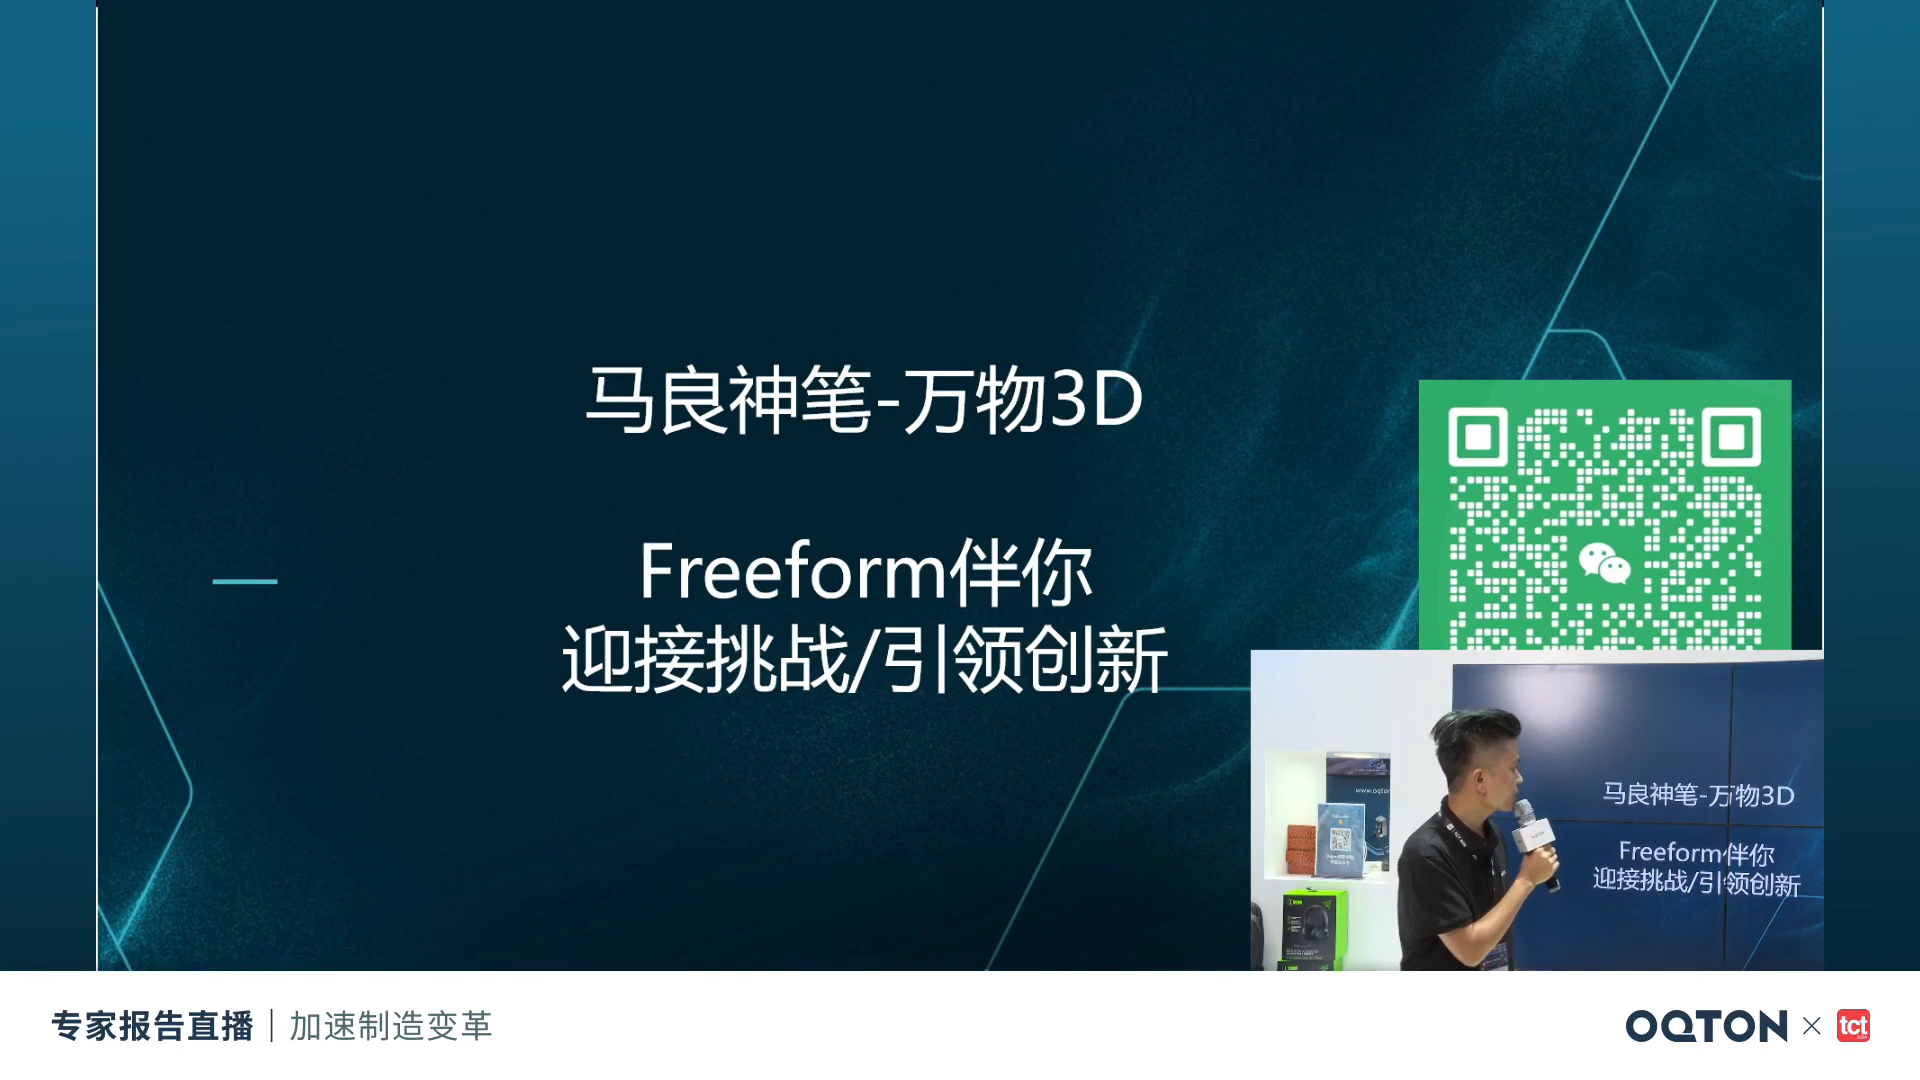 马良神笔-万物3D
Freeform伴你
迎接挑战/引领创新
www.oqton
马良神笔-万物3D
Freeform伴你
迎接挑战/引领创新
专家报告直播 | 加速制造变革
OQTON × tct